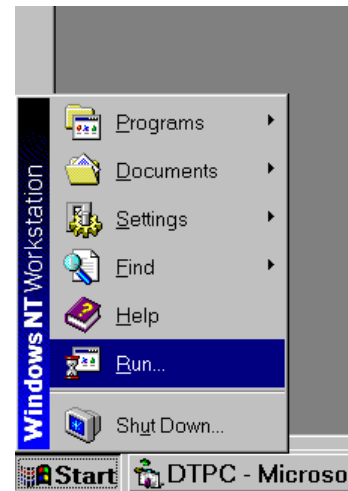 Programs
Documents
Settings
Find
Help
Run...
Shut Down...
Windows NT Workstation
Start
DTPC - Microso